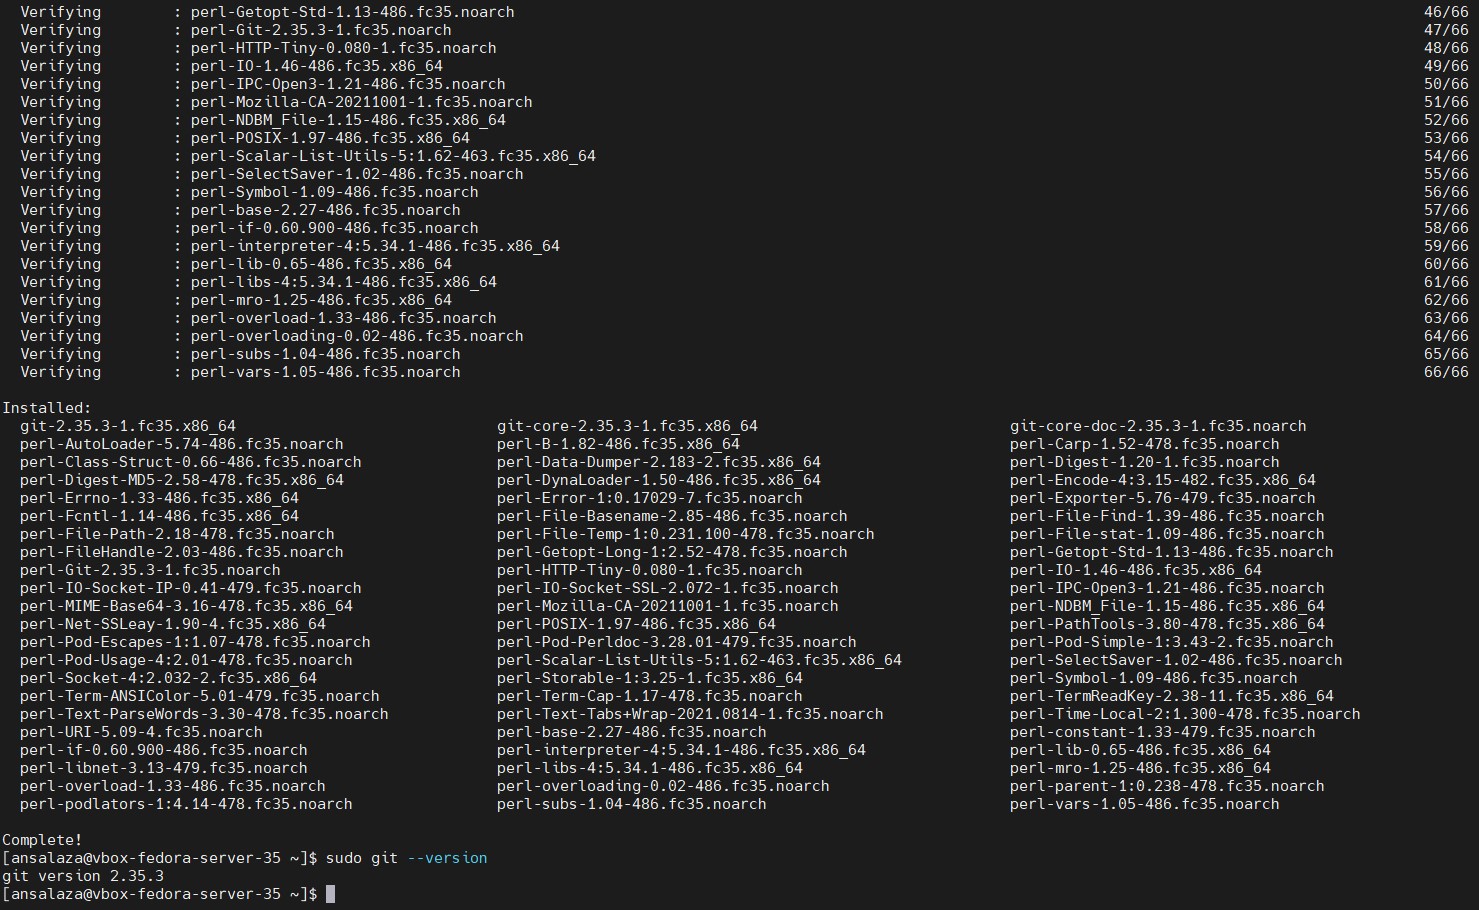 Verifying : perl-Getopt-Std-1.13-486.fc35.noarch 46/66
Verifying : perl-Git-2.35.3-1.fc35.noarch 47/66
Verifying : perl-HTTP-Tiny-0.080-1.fc35.noarch 48/66
Verifying : perl-IO-1.46-486.fc35.x86_64 49/66
Verifying : perl-IPC-Open3-1.21-486.fc35.noarch 50/66
Verifying : perl-Mozilla-CA-20211001-1.fc35.noarch 51/66
Verifying : perl-NDBM_File-1.15-486.fc35.x86_64 52/66
Verifying : perl-POSIX-1.97-486.fc35.x86_64 53/66
Verifying : perl-Scalar-List-Utils-5:1.62-463.fc35.x86_64 54/66
Verifying : perl-SelectSaver-1.02-486.fc35.noarch 55/66
Verifying : perl-Symbol-1.09-486.fc35.noarch 56/66
Verifying : perl-base-2.27-486.fc35.noarch 57/66
Verifying : perl-if-0.60.900-486.fc35.noarch 58/66
Verifying : perl-interpreter-4:5.34.1-486.fc35.x86_64 59/66
Verifying : perl-lib-0.65-486.fc35.x86_64 60/66
Verifying : perl-libs-4:5.34.1-486.fc35.x86_64 61/66
Verifying : perl-mro-1.25-486.fc35.x86_64 62/66
Verifying : perl-overload-1.33-486.fc35.noarch 63/66
Verifying : perl-overloading-0.02-486.fc35.noarch 64/66
Verifying : perl-subs-1.04-486.fc35.noarch 65/66
Verifying : perl-vars-1.05-486.fc35.noarch 66/66
Installed:
git-2.35.3-1.fc35.x86_64 git-core-2.35.3-1.fc35.x86_64 git-core-doc-2.35.3-1.fc35.noarch
perl-AutoLoader-5.74-486.fc35.noarch perl-B-1.82-486.fc35.x86_64 perl-Carp-1.52-478.fc35.noarch
perl-Class-Struct-0.66-486.fc35.noarch perl-Data-Dumper-2.183-2.fc35.x86_64 perl-Digest-1.20-1.fc35.noarch
perl-Digest-MD5-2.58-478.fc35.x86_64 perl-DynaLoader-1.50-486.fc35.x86_64 perl-Encode-4:3.15-482.fc35.x86_64
perl-Errno-1.33-486.fc35.x86_64 perl-Error-1:0.17029-7.fc35.noarch perl-Exporter-5.76-479.fc35.noarch
perl-Fcntl-1.14-486.fc35.x86_64 perl-File-Basename-2.85-486.fc35.noarch perl-File-Find-1.39-486.fc35.noarch
perl-File-Path-2.18-478.fc35.noarch perl-File-Temp-1:0.231.100-478.fc35.noarch perl-File-stat-1.09-486.fc35.noarch
perl-FileHandle-2.03-486.fc35.noarch perl-Getopt-Long-1:2.52-478.fc35.noarch perl-Getopt-Std-1.13-486.fc35.noarch
perl-Git-2.35.3-1.fc35.noarch perl-HTTP-Tiny-0.080-1.fc35.noarch perl-IO-1.46-486.fc35.x86_64
perl-IO-Socket-IP-0.41-479.fc35.noarch perl-IO-Socket-SSL-2.072-1.fc35.noarch perl-IPC-Open3-1.21-486.fc35.noarch
perl-MIME-Base64-3.16-478.fc35.x86_64 perl-Mozilla-CA-20211001-1.fc35.noarch perl-NDBM_File-1.15-486.fc35.x86_64
perl-Net-SSLeay-1.90-4.fc35.x86_64 perl-POSIX-1.97-486.fc35.x86_64 perl-PathTools-3.80-478.fc35.x86_64
perl-Pod-Escapes-1:1.07-478.fc35.noarch perl-Pod-Perldoc-3.28.01-479.fc35.noarch perl-Pod-Simple-1:3.43-2.fc35.noarch
perl-Pod-Usage-4:2.01-478.fc35.noarch perl-Scalar-List-Utils-5:1.62-463.fc35.x86_64 perl-SelectSaver-1.02-486.fc35.noarch
perl-Socket-4:2.032-2.fc35.x86_64 perl-Storable-1:3.25-1.fc35.x86_64 perl-Symbol-1.09-486.fc35.noarch
perl-Term-ANSIColor-5.01-479.fc35.noarch perl-Term-Cap-1.17-478.fc35.noarch perl-TermReadKey-2.38-11.fc35.x86_64
perl-Text-ParseWords-3.30-478.fc35.noarch perl-Text-Tabs+Wrap-2021.0814-1.fc35.noarch perl-Time-Local-2:1.300-478.fc35.noarch
perl-URI-5.09-4.fc35.noarch perl-base-2.27-486.fc35.noarch perl-constant-1.33-479.fc35.noarch
perl-if-0.60.900-486.fc35.noarch perl-interpreter-4:5.34.1-486.fc35.x86_64 perl-lib-0.65-486.fc35.x86_64
perl-libnet-3.13-479.fc35.noarch perl-libs-4:5.34.1-486.fc35.x86_64 perl-mro-1.25-486.fc35.x86_64
perl-overload-1.33-486.fc35.noarch perl-overloading-0.02-486.fc35.noarch perl-parent-1:0.238-478.fc35.noarch
perl-podlators-1:4.14-478.fc35.noarch perl-subs-1.04-486.fc35.noarch perl-vars-1.05-486.fc35.noarch
Complete!
[ansalaza@vbox-fedora-server-35 ~]$ sudo git --version
git version 2.35.3
[ansalaza@vbox-fedora-server-35 ~]$